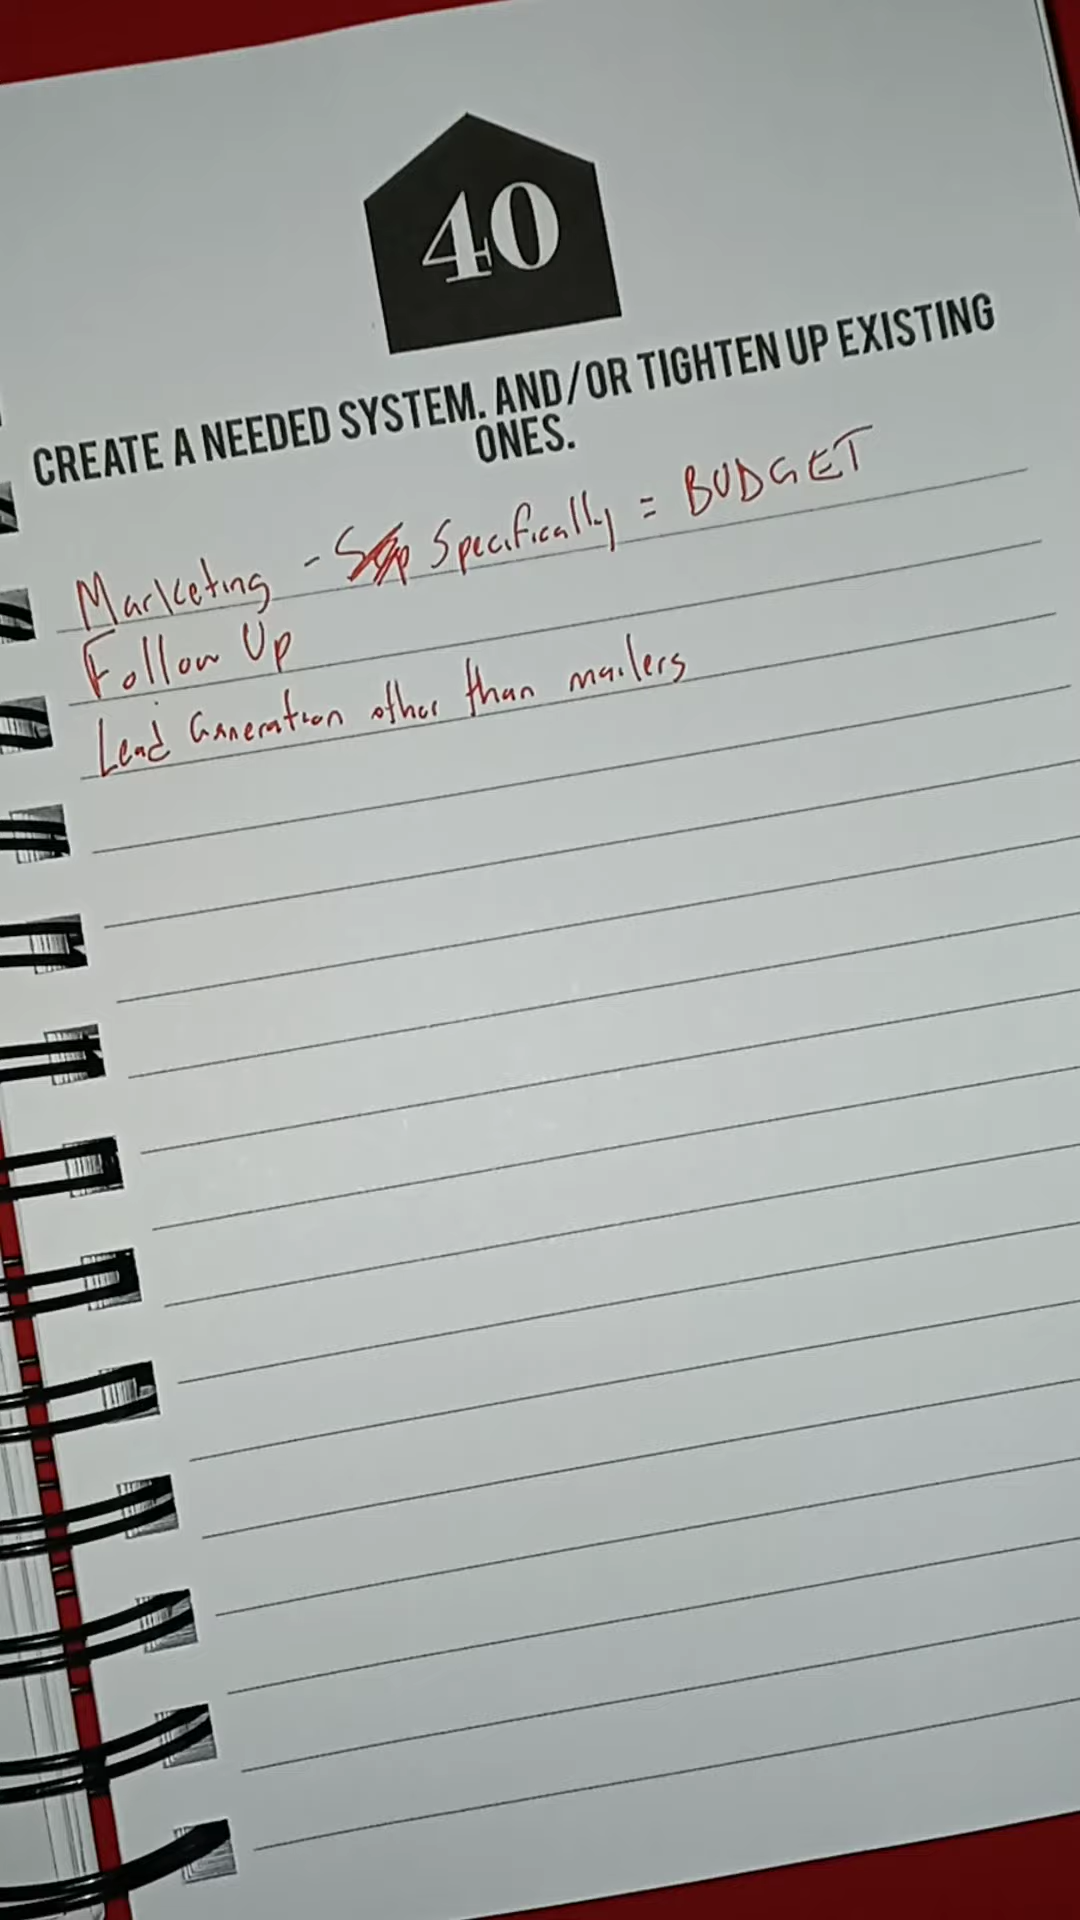 40
CREATE A NEEDED SYSTEM. AND/OR TIGHTEN UP EXISTING
ONES.
Marketing - Specifically = BUDGET
Follow Up
Lead Generation other than mailers